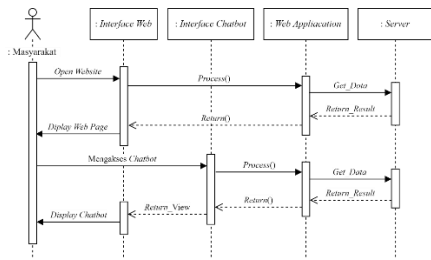 : Interface Web
: Interface Chatbot
: Web Appliacation
: Server
: Masyarakat
Open Website
Process()
Get_Data
Return_Result
Return()
Diplay Web Page
Mengakses Chatbot
Process()
Get_Data
Return_Result
Return()
Return_View
Display Chatbot